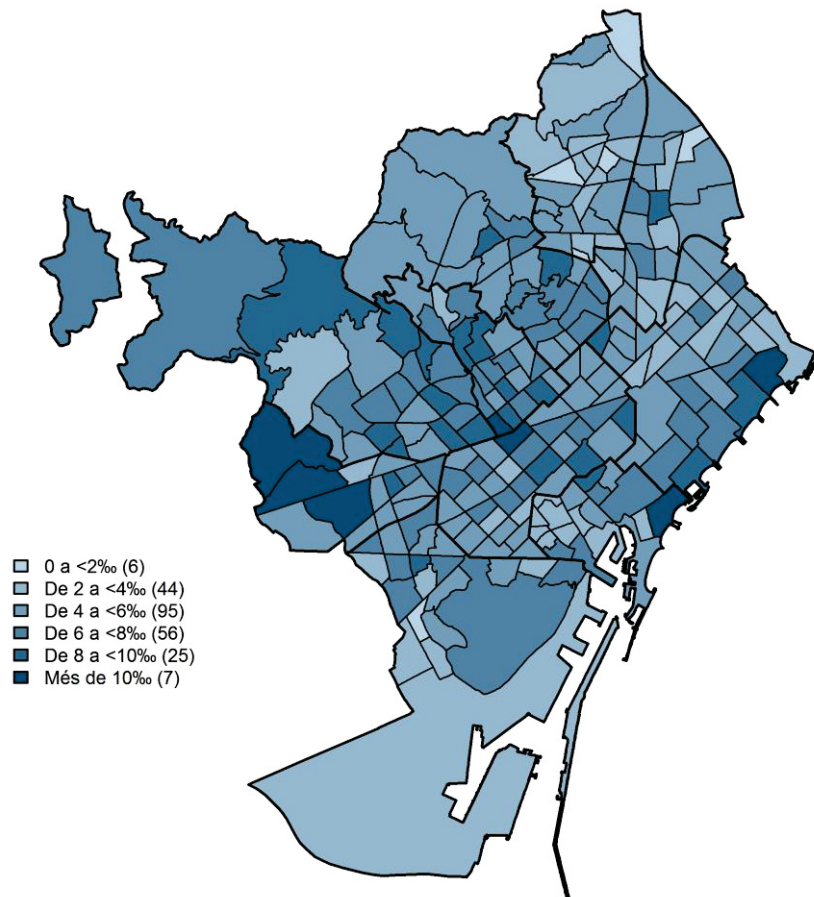 0 a <2‰ (6)
De 2 a <4‰ (44)
De 4 a <6‰ (95)
De 6 a <8‰ (56)
De 8 a <10‰ (25)
Més de 10‰ (7)